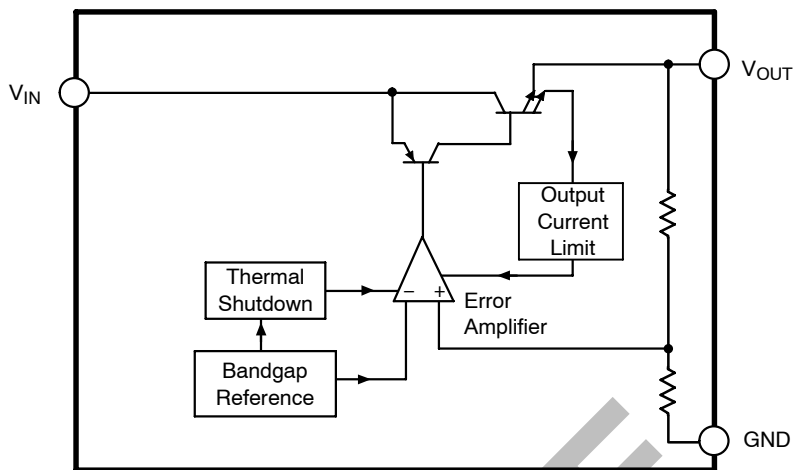 V_IN
V_OUT
Output
Current
Limit
Thermal
Shutdown
− +
Error
Amplifier
Bandgap
Reference
GND